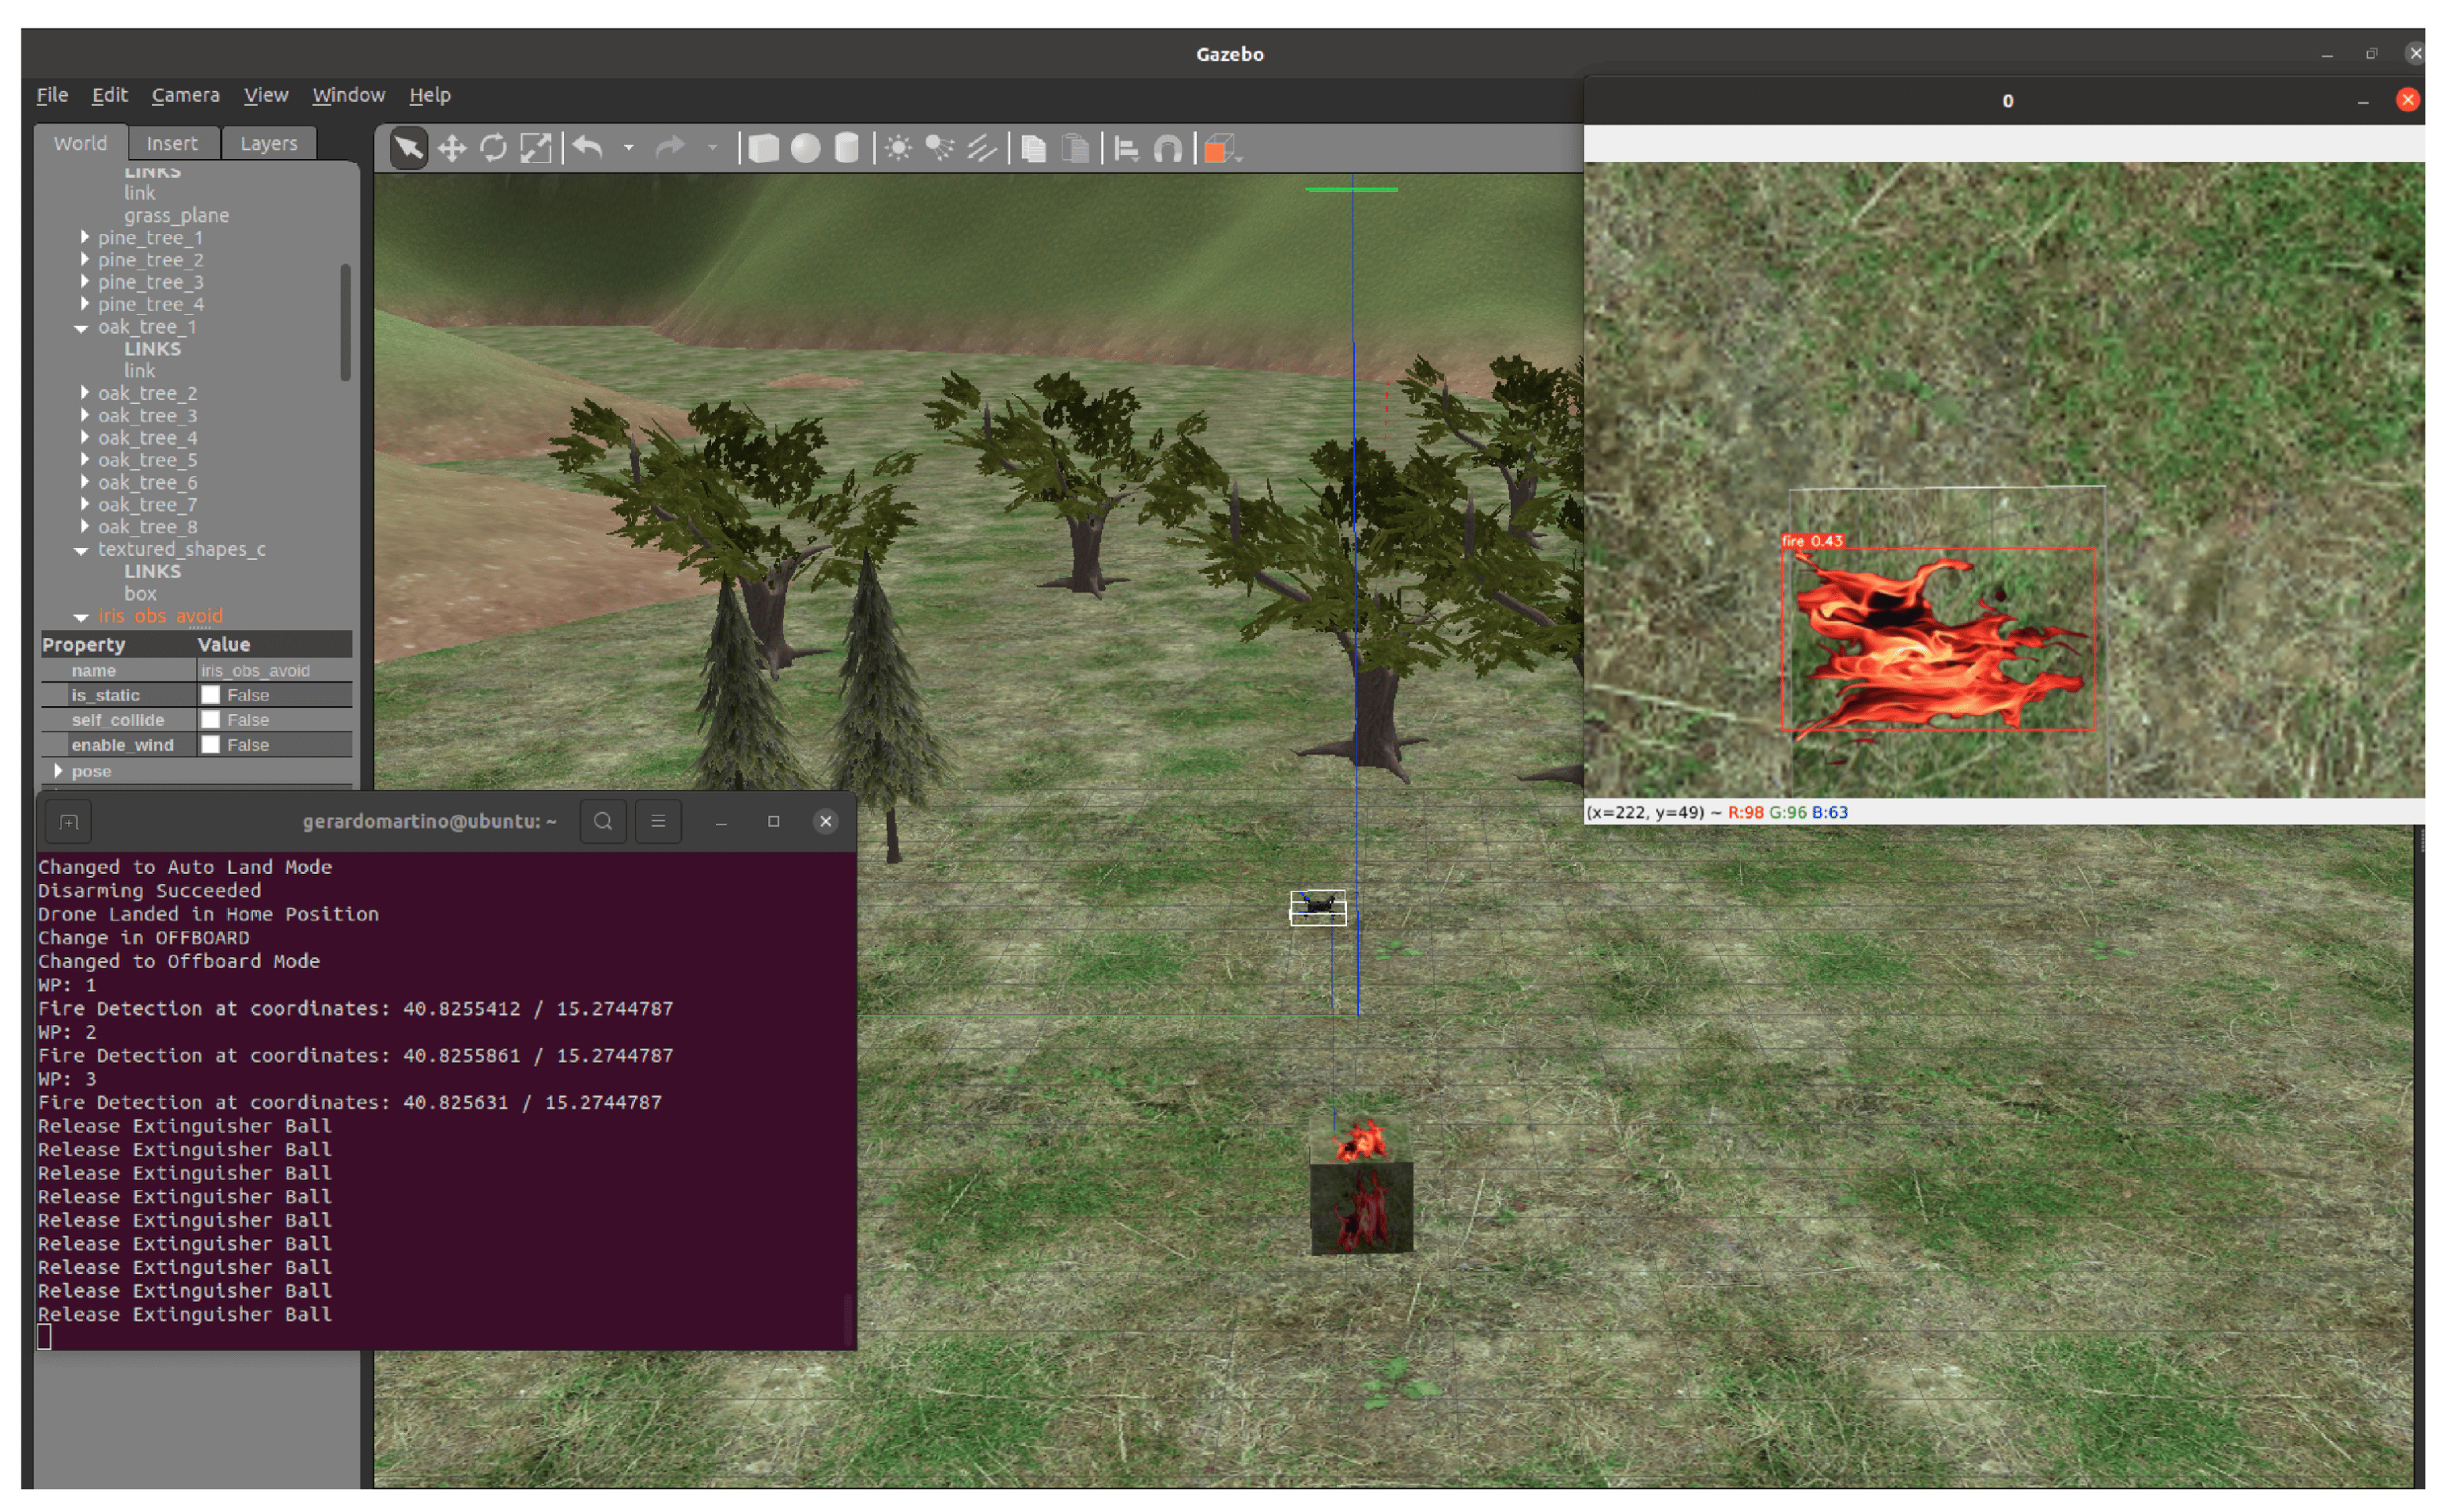 Gazebo
File Edit Camera View Window Help
World Insert Layers
LINKS
link
grass_plane
pine_tree_1
pine_tree_2
pine_tree_3
pine_tree_4
oak_tree_1
LINKS
link
oak_tree_2
oak_tree_3
oak_tree_4
oak_tree_5
oak_tree_6
oak_tree_7
oak_tree_8
textured_shapes_c
LINKS
box
iris_obs_avoid
Property Value
name iris_obs_avoid
is_static False
self_collide False
enable_wind False
pose
gerardomartino@ubuntu: ~
Changed to Auto Land Mode
Disarming Succeeded
Drone Landed in Home Position
Change in OFFBOARD
Changed to Offboard Mode
WP: 1
Fire Detection at coordinates: 40.8255412 / 15.2744787
WP: 2
Fire Detection at coordinates: 40.8255861 / 15.2744787
WP: 3
Fire Detection at coordinates: 40.825631 / 15.2744787
Release Extinguisher Ball
Release Extinguisher Ball
Release Extinguisher Ball
Release Extinguisher Ball
Release Extinguisher Ball
Release Extinguisher Ball
Release Extinguisher Ball
Release Extinguisher Ball
Release Extinguisher Ball
0
fire 0.43
(x=222, y=49) ~ R:98 G:96 B:63